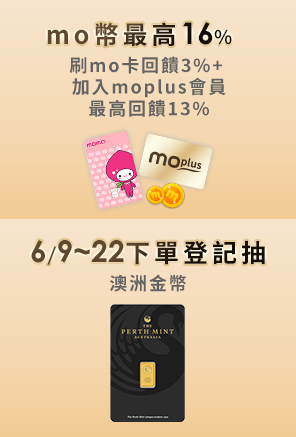 mo幣最高16%
刷mo卡回饋3%+
加入moplus會員
最高回饋13%
momo
moplus
6/9~22下單登記抽
澳洲金幣
THE
PERTH MINT
AUSTRALIA